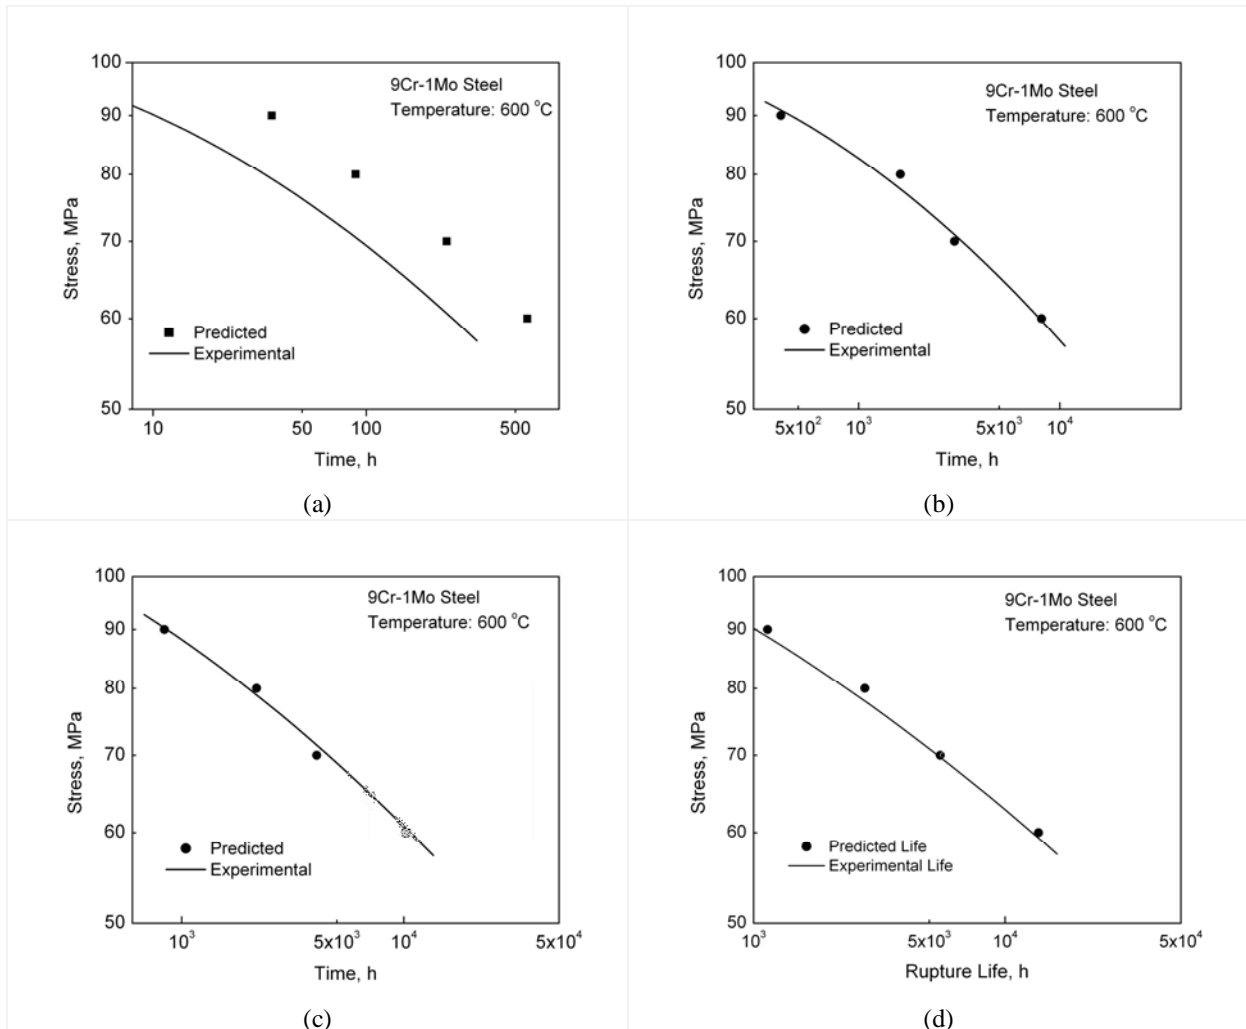 100
9Cr-1Mo Steel
Temperature: 600 °C
90
80
70
60
50
Stress, MPa
Predicted
Experimental
10
50
100
500
Time, h
(a)
100
9Cr-1Mo Steel
Temperature: 600 °C
90
80
70
60
50
Stress, MPa
Predicted
Experimental
5x10²
10³
5x10³
10⁴
Time, h
(b)
100
9Cr-1Mo Steel
Temperature: 600 °C
90
80
70
60
50
Stress, MPa
Predicted
Experimental
10³
5x10³
10⁴
5x10⁴
Time, h
(c)
100
9Cr-1Mo Steel
Temperature: 600 °C
90
80
70
60
50
Stress, MPa
Predicted Life
Experimental Life
10³
5x10³
10⁴
5x10⁴
Rupture Life, h
(d)